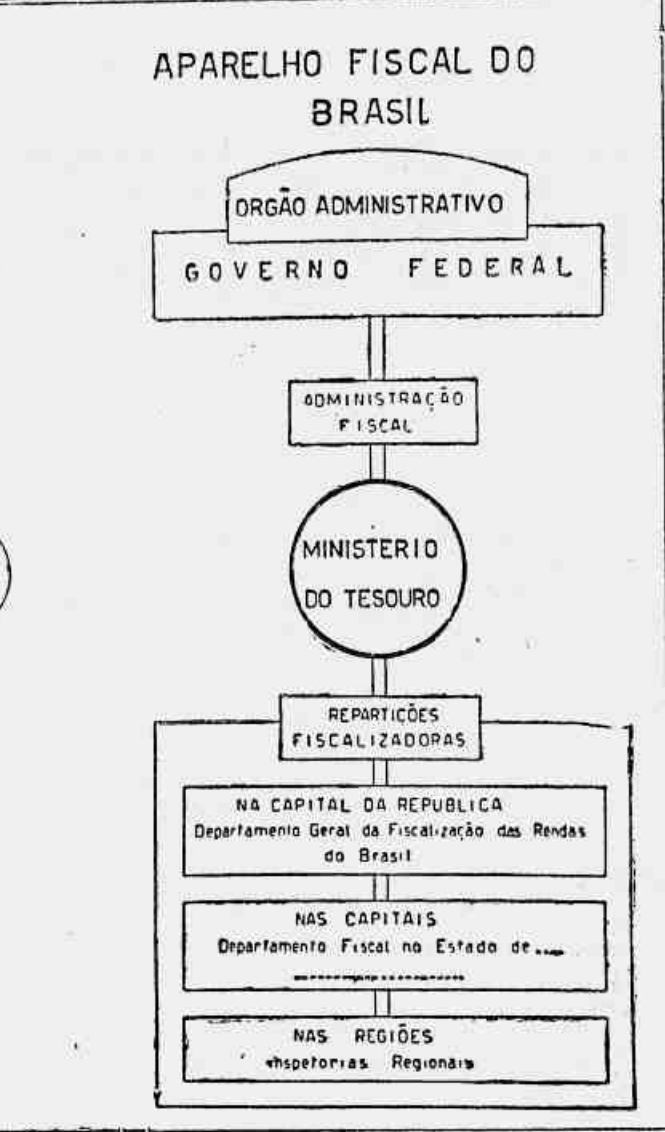 APARELHO FISCAL DO
BRASIL
ORGÃO ADMINISTRATIVO
GOVERNO FEDERAL
ADMINISTRAÇÃO
FISCAL
MINISTERIO
DO TESOURO
REPARTIÇÕES
FISCALIZADORAS
NA CAPITAL DA REPUBLICA
Departamento Geral da Fiscalização das Rendas
do Brasil
NAS CAPITAIS
Departamento Fiscal no Estado de ....
....................
NAS REGIÕES
Inspetorias Regionais